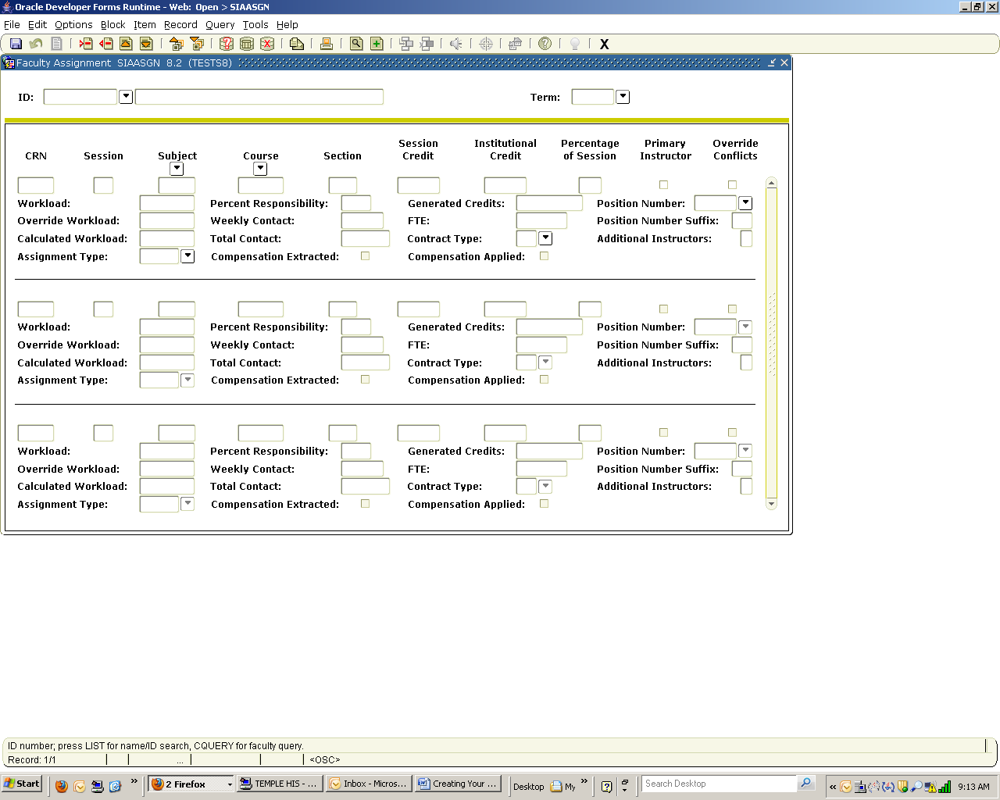 Oracle Developer Forms Runtime - Web: Open > SIAASGN
File Edit Options Block Item Record Query Tools Help
Faculty Assignment SIAASGN 8.2 (TESTS8)
ID: Term:
Session Institutional Percentage Primary Override
CRN Session Subject Course Section Credit Credit of Session Instructor Conflicts
Workload: Percent Responsibility: Generated Credits: Position Number:
Override Workload: Weekly Contact: FTE: Position Number Suffix:
Calculated Workload: Total Contact: Contract Type: Additional Instructors:
Assignment Type: Compensation Extracted: Compensation Applied:
Workload: Percent Responsibility: Generated Credits: Position Number:
Override Workload: Weekly Contact: FTE: Position Number Suffix:
Calculated Workload: Total Contact: Contract Type: Additional Instructors:
Assignment Type: Compensation Extracted: Compensation Applied:
Workload: Percent Responsibility: Generated Credits: Position Number:
Override Workload: Weekly Contact: FTE: Position Number Suffix:
Calculated Workload: Total Contact: Contract Type: Additional Instructors:
Assignment Type: Compensation Extracted: Compensation Applied:
ID number; press LIST for name/ID search, CQUERY for faculty query.
Record: 1/1 ... <OSC>
Start 2 Firefox TEMPLE HIS - ... Inbox - Micros... Creating Your ... Desktop My Search Desktop 9:13 AM